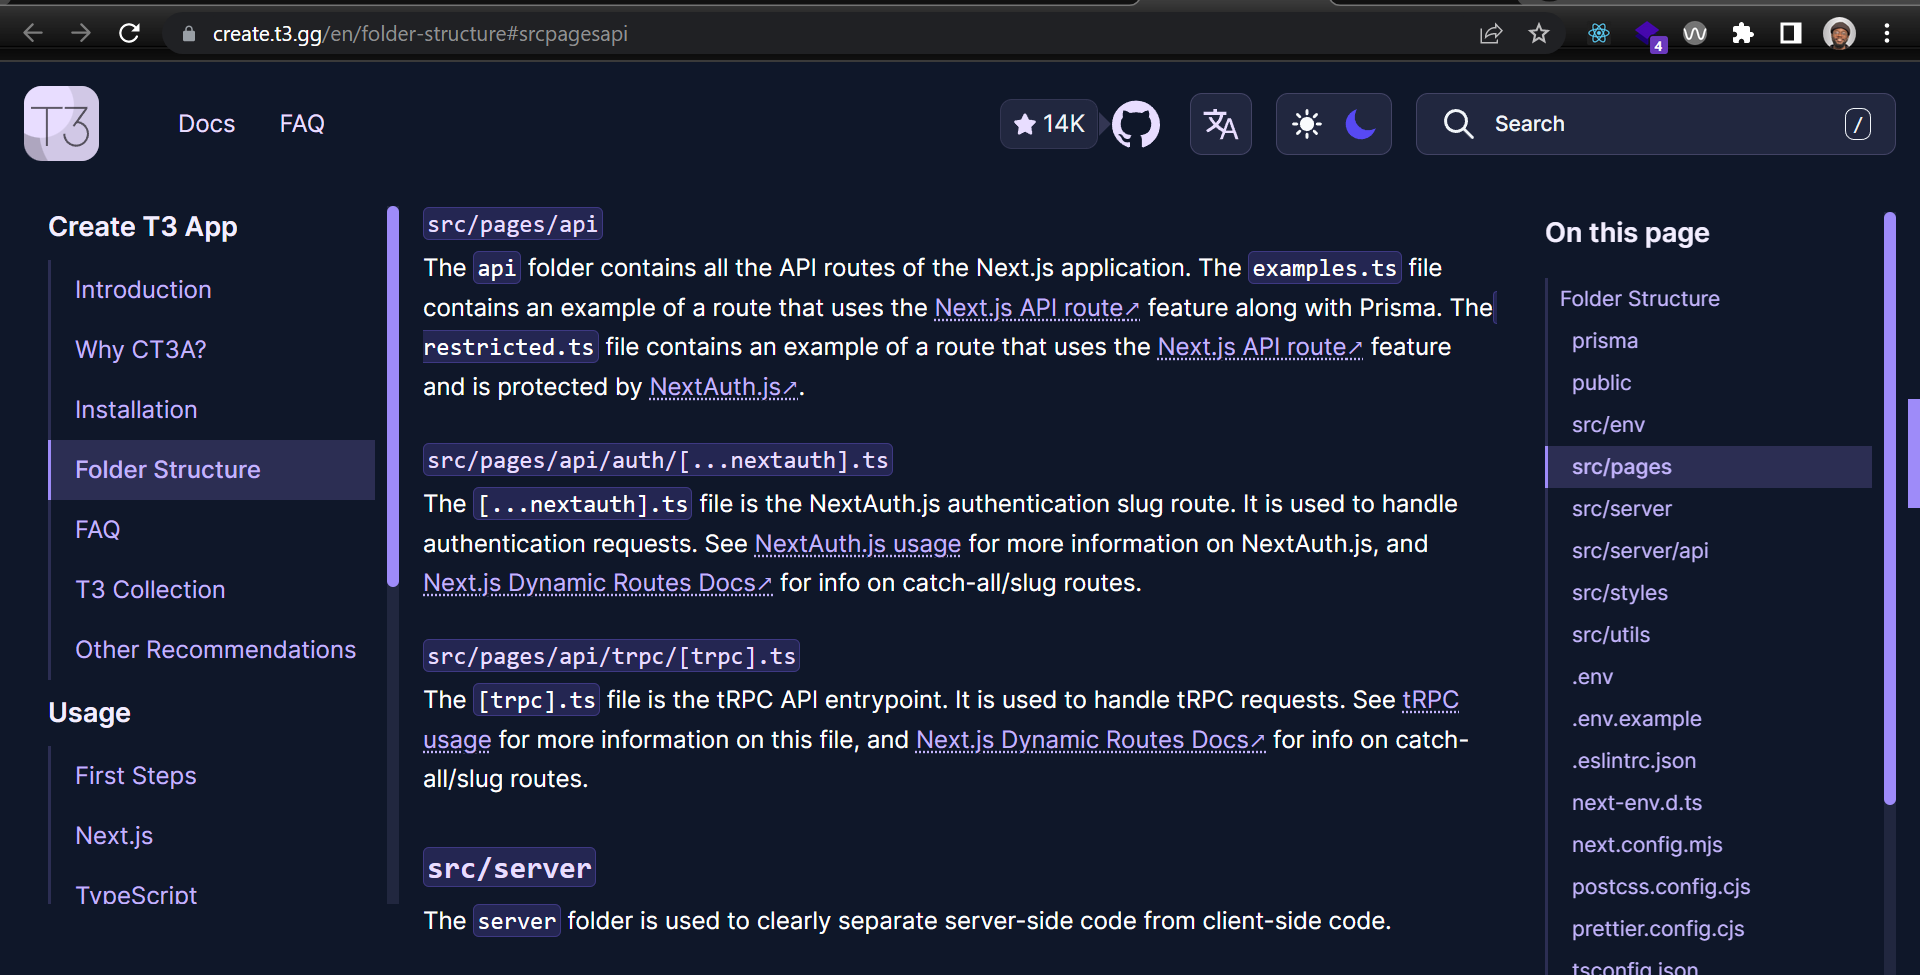 create.t3.gg/en/folder-structure#srcpagesapi
4
T3
Docs
FAQ
14K
Search
/
Create T3 App
Introduction
Why CT3A?
Installation
Folder Structure
FAQ
T3 Collection
Other Recommendations
Usage
First Steps
Next.js
TypeScript
src/pages/api
The api folder contains all the API routes of the Next.js application. The examples.ts file
contains an example of a route that uses the Next.js API route↗ feature along with Prisma. The
restricted.ts file contains an example of a route that uses the Next.js API route↗ feature
and is protected by NextAuth.js↗.
src/pages/api/auth/[...nextauth].ts
The [...nextauth].ts file is the NextAuth.js authentication slug route. It is used to handle
authentication requests. See NextAuth.js usage for more information on NextAuth.js, and
Next.js Dynamic Routes Docs↗ for info on catch-all/slug routes.
src/pages/api/trpc/[trpc].ts
The [trpc].ts file is the tRPC API entrypoint. It is used to handle tRPC requests. See tRPC
usage for more information on this file, and Next.js Dynamic Routes Docs↗ for info on catch-
all/slug routes.
src/server
The server folder is used to clearly separate server-side code from client-side code.
On this page
Folder Structure
prisma
public
src/env
src/pages
src/server
src/server/api
src/styles
src/utils
.env
.env.example
.eslintrc.json
next-env.d.ts
next.config.mjs
postcss.config.cjs
prettier.config.cjs
tsconfig.json